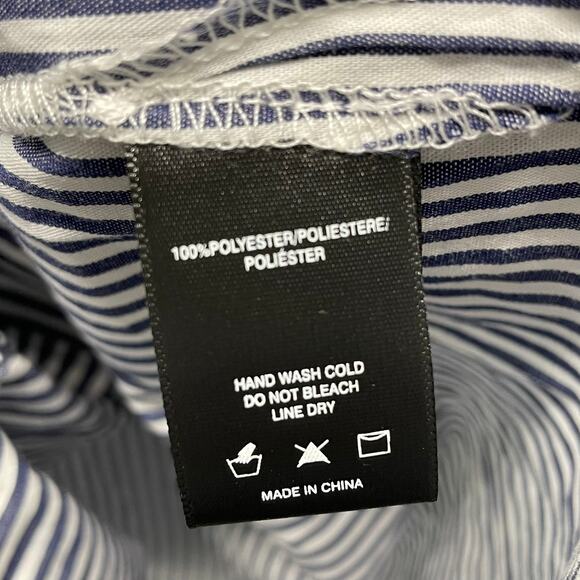 100%POLYESTER/POLIESTERE/
POLIÉSTER
HAND WASH COLD
DO NOT BLEACH
LINE DRY
MADE IN CHINA